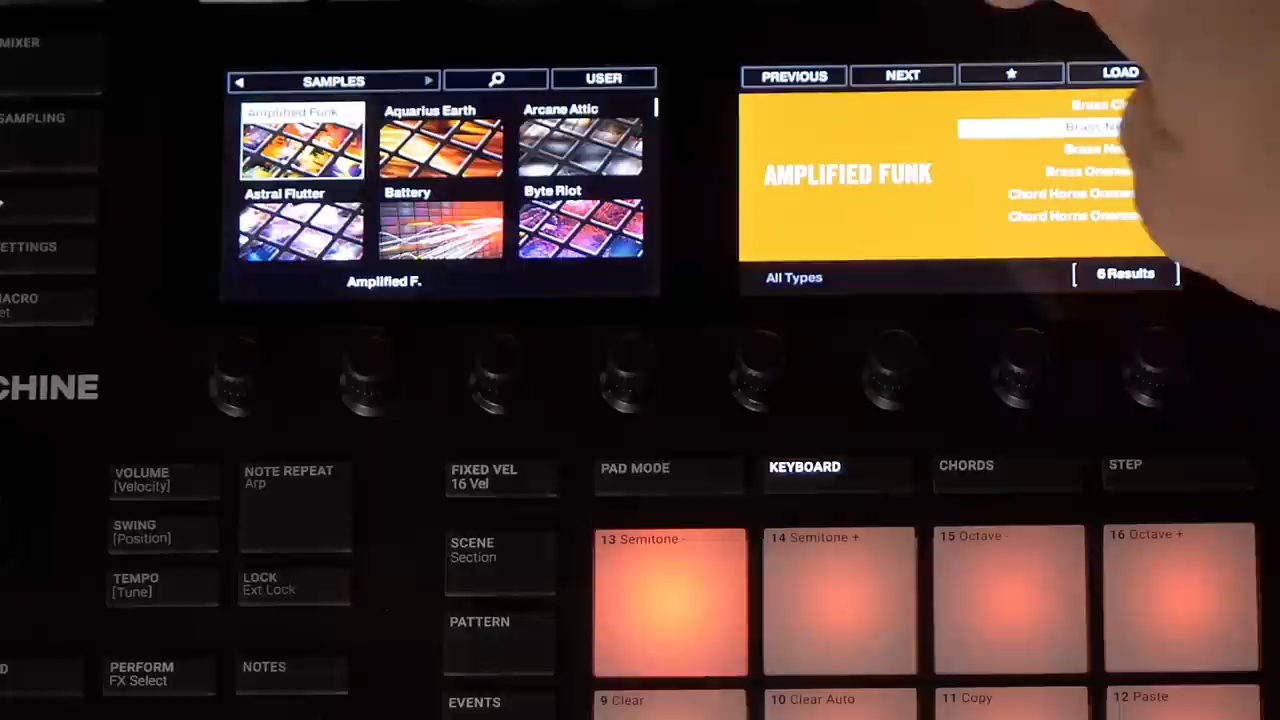 MIXER
SAMPLING
ETTINGS
ACRO
et
CHINE
SAMPLES
USER
Amplified Funk
Aquarius Earth
Arcane Attic
Astral Flutter
Battery
Byte Riot
Amplified F.
PREVIOUS
NEXT
LOAD
Brass
Brass
Brass
Brass
Chord Horns
Chord Horns
AMPLIFIED FUNK
All Types
6 Results
VOLUME
[Velocity]
NOTE REPEAT
Arp
SWING
[Position]
TEMPO
[Tune]
LOCK
Ext Lock
PERFORM
FX Select
NOTES
FIXED VEL
16 Vel
PAD MODE
KEYBOARD
CHORDS
STEP
SCENE
Section
PATTERN
EVENTS
13 Semitone -
14 Semitone +
15 Octave -
16 Octave +
9 Clear
10 Clear Auto
11 Copy
12 Paste